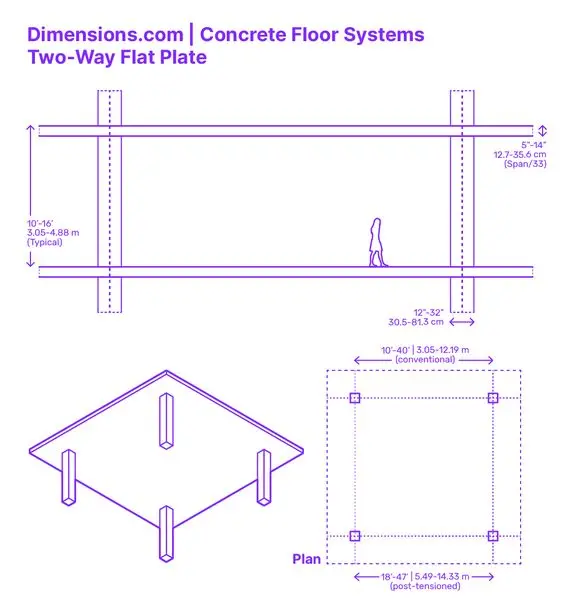 Dimensions.com | Concrete Floor Systems
Two-Way Flat Plate
5"-14"
12.7-35.6 cm
(Span/33)
10'-16'
3.05-4.88 m
(Typical)
12"-32"
30.5-81.3 cm
10'-40' | 3.05-12.19 m
(conventional)
Plan
18'-47' | 5.49-14.33 m
(post-tensioned)